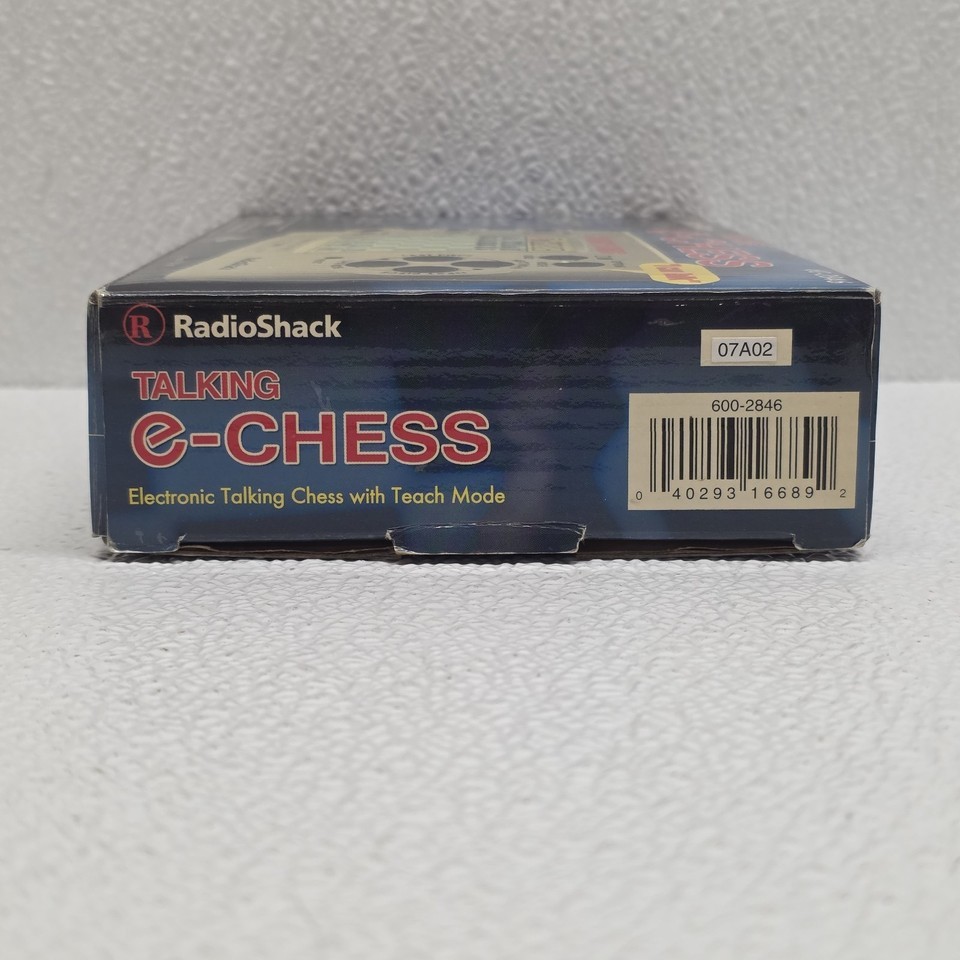 R RadioShack
TALKING
e-CHESS
Electronic Talking Chess with Teach Mode
07A02
600-2846
0 40293 16689 2